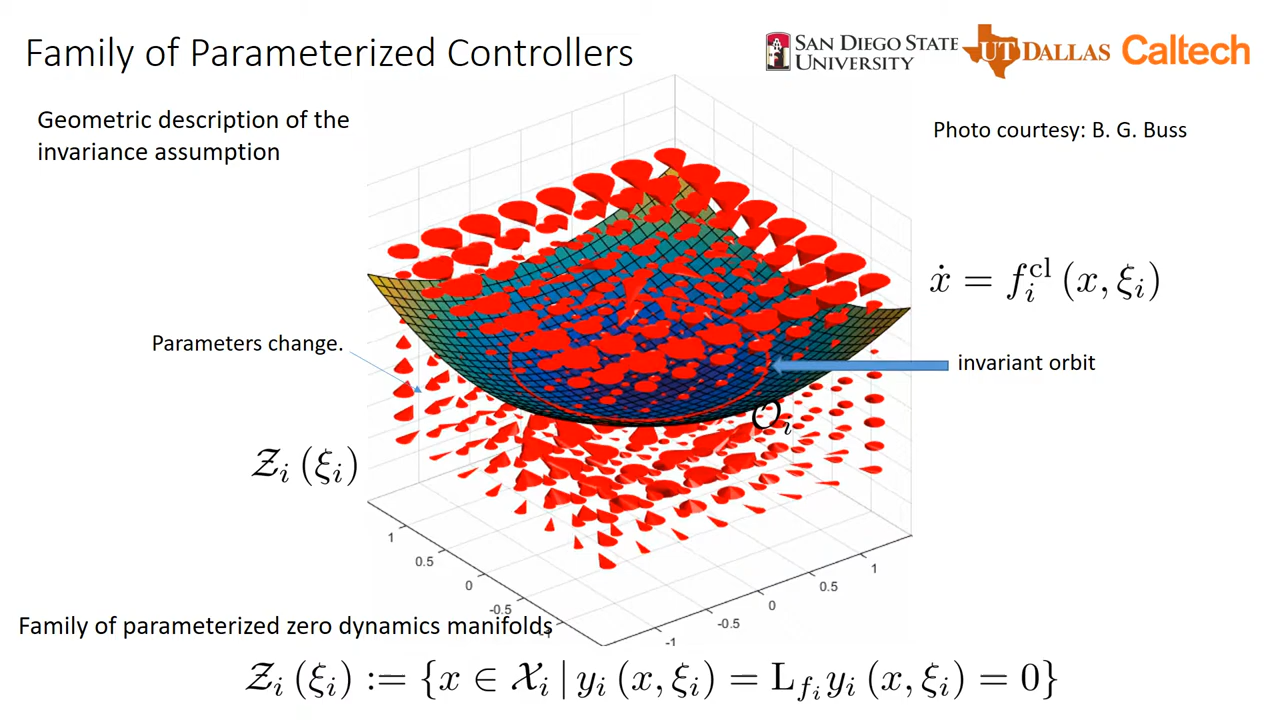 Family of Parameterized Controllers
SAN DIEGO STATE
UNIVERSITY
UT DALLAS
Caltech
Geometric description of the
invariance assumption
Photo courtesy: B. G. Buss
ẋ = f_i^cl (x, ξ_i)
Parameters change.
invariant orbit
𝒪_i
𝒵_i (ξ_i)
1
0.5
0
-0.5
-1
-1
-0.5
0
0.5
1
Family of parameterized zero dynamics manifolds
𝒵_i (ξ_i) := {x ∈ 𝒳_i | y_i (x, ξ_i) = L_{f_i} y_i (x, ξ_i) = 0}